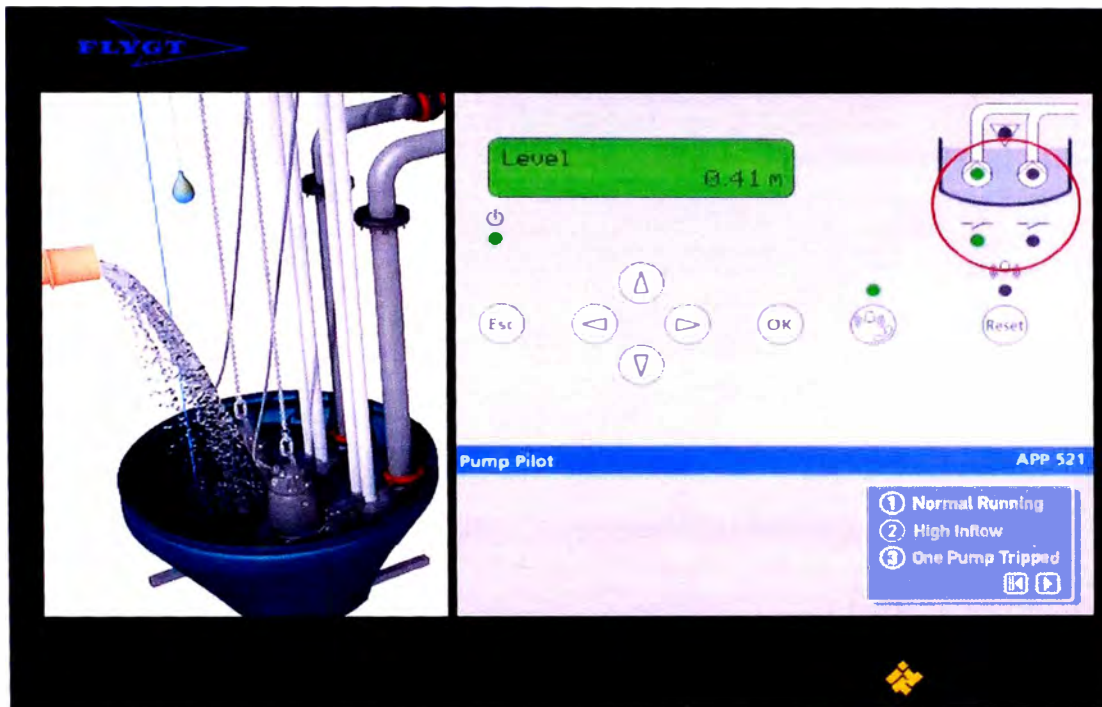 FLYGT
Level
0.41 m
Esc
OK
Reset
Pump Pilot
APP 521
1 Normal Running
2 High Inflow
3 One Pump Tripped